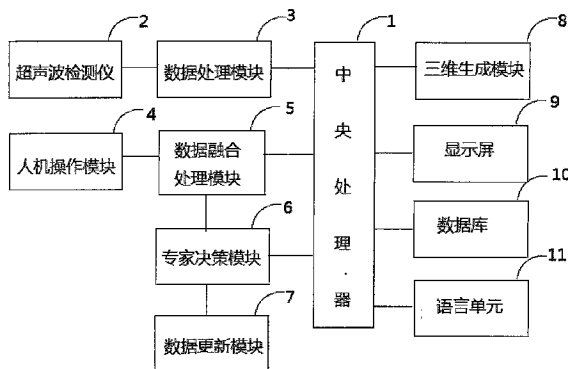 2
3
1
8
超声波检测仪
数据处理模块
中
央
处
理
器
三维生成模块
4
5
9
人机操作模块
数据融合
处理模块
显示屏
6
10
专家决策模块
数据库
7
11
数据更新模块
语言单元